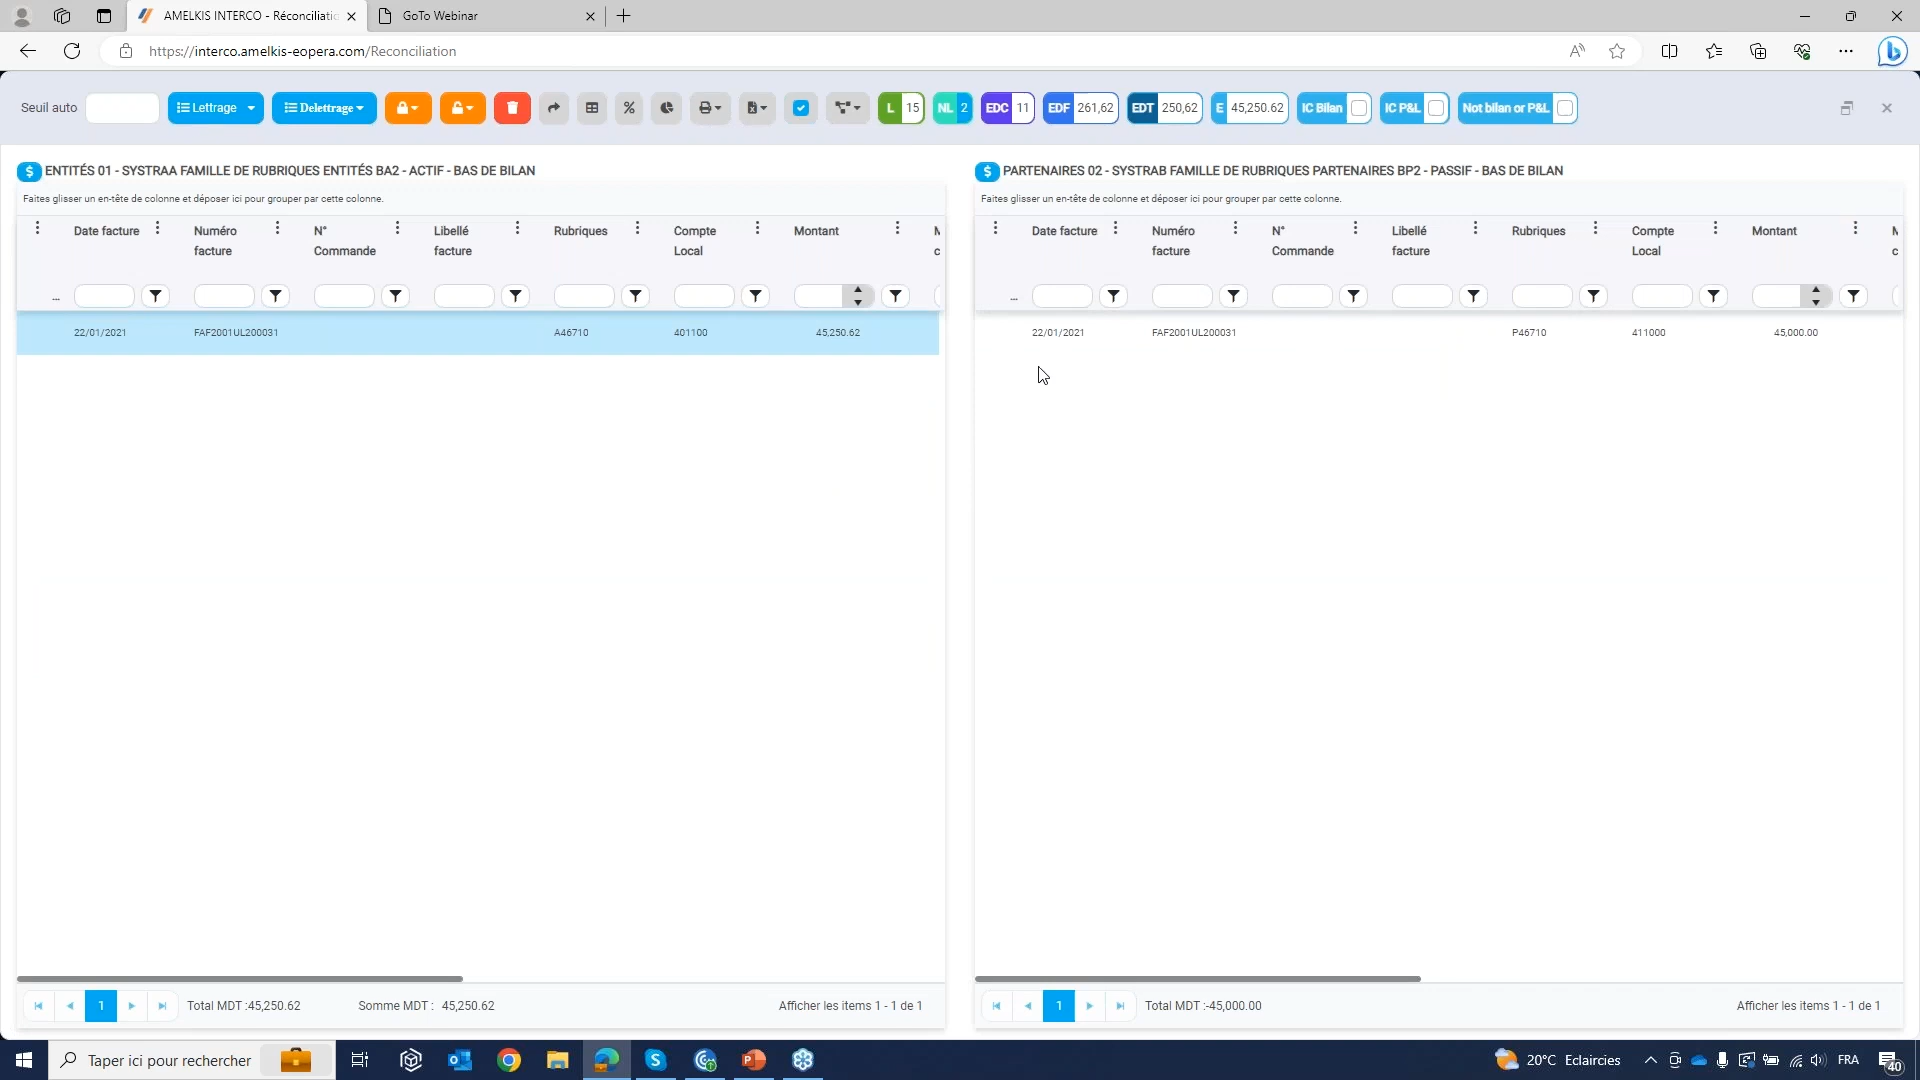 AMELKIS INTERCO - Réconciliatio
GoTo Webinar
https://interco.amelkis-eopera.com/Reconciliation
Seuil auto
Lettrage
Delettrage
L 15
NL 2
EDC 11
EDF 261,62
EDT 250,62
E 45,250.62
IC Bilan
IC P&L
Not bilan or P&L
$ ENTITÉS 01 - SYSTRAA FAMILLE DE RUBRIQUES ENTITÉS BA2 - ACTIF - BAS DE BILAN
Faites glisser un en-tête de colonne et déposer ici pour grouper par cette colonne.
Date facture
Numéro
facture
N°
Commande
Libellé
facture
Rubriques
Compte
Local
Montant
M
c
...
22/01/2021 FAF2001UL200031 A46710 401100 45,250.62
1
Total MDT :45,250.62
Somme MDT : 45,250.62
Afficher les items 1 - 1 de 1
$ PARTENAIRES 02 - SYSTRAB FAMILLE DE RUBRIQUES PARTENAIRES BP2 - PASSIF - BAS DE BILAN
Faites glisser un en-tête de colonne et déposer ici pour grouper par cette colonne.
Date facture
Numéro
facture
N°
Commande
Libellé
facture
Rubriques
Compte
Local
Montant
M
c
...
22/01/2021 FAF2001UL200031 P46710 411000 45,000.00
1
Total MDT :-45,000.00
Afficher les items 1 - 1 de 1
Taper ici pour rechercher
20°C Eclaircies
FRA
40